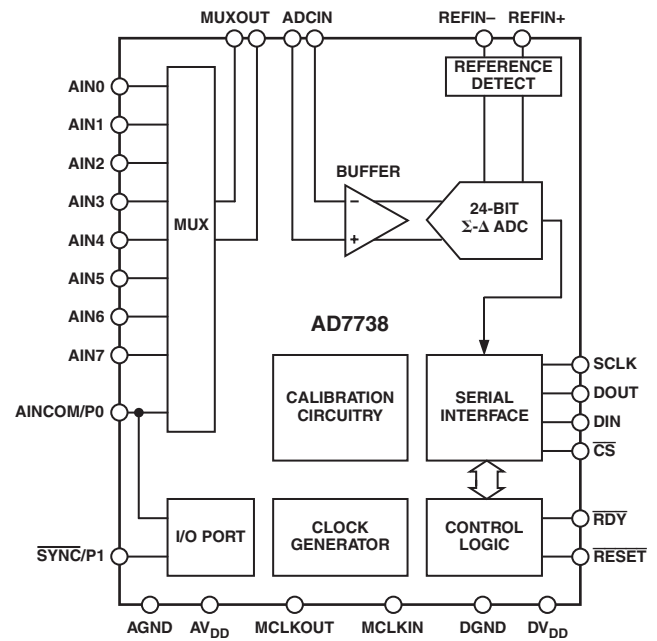 MUXOUT ADCIN REFIN– REFIN+
REFERENCE
DETECT
AIN0
AIN1
AIN2
AIN3
AIN4
AIN5
AIN6
AIN7
AINCOM/P0
SYNC/P1
MUX
BUFFER
–
+
24-BIT
Σ-Δ ADC
AD7738
CALIBRATION
CIRCUITRY
SERIAL
INTERFACE
SCLK
DOUT
DIN
CS
I/O PORT
CLOCK
GENERATOR
CONTROL
LOGIC
RDY
RESET
AGND AVDD MCLKOUT MCLKIN DGND DVDD